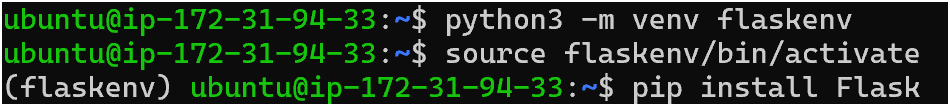 ubuntu@ip-172-31-94-33:~$ python3 -m venv flaskenv
ubuntu@ip-172-31-94-33:~$ source flaskenv/bin/activate
(flaskenv) ubuntu@ip-172-31-94-33:~$ pip install Flask